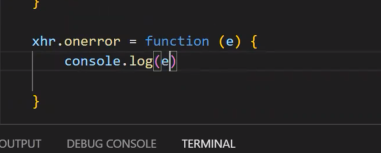 }
xhr.onerror = function (e) {
console.log(e)
}
OUTPUT DEBUG CONSOLE TERMINAL